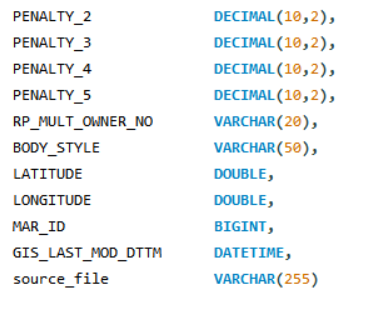 PENALTY_2 DECIMAL(10,2),
PENALTY_3 DECIMAL(10,2),
PENALTY_4 DECIMAL(10,2),
PENALTY_5 DECIMAL(10,2),
RP_MULT_OWNER_NO VARCHAR(20),
BODY_STYLE VARCHAR(50),
LATITUDE DOUBLE,
LONGITUDE DOUBLE,
MAR_ID BIGINT,
GIS_LAST_MOD_DTTM DATETIME,
source_file VARCHAR(255)